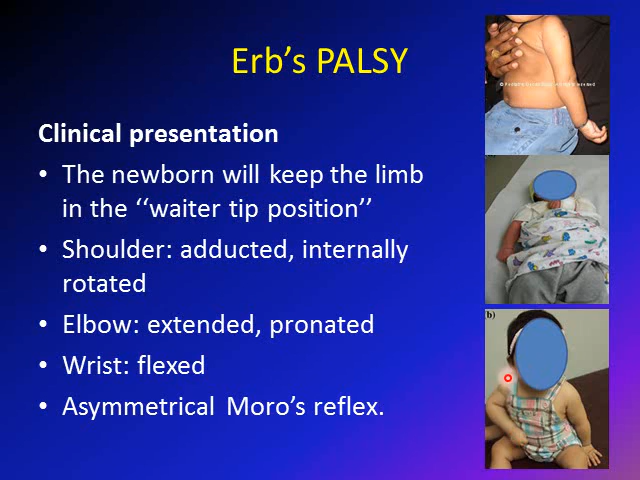 Erb’s PALSY
Clinical presentation
• The newborn will keep the limb
in the ‘‘waiter tip position’’
• Shoulder: adducted, internally
rotated
• Elbow: extended, pronated
• Wrist: flexed
• Asymmetrical Moro’s reflex.
(b)